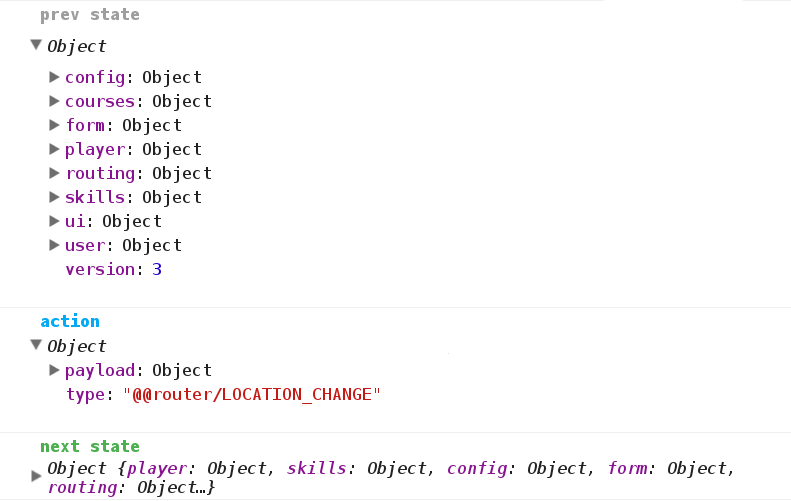 prev state
Object
config: Object
courses: Object
form: Object
player: Object
routing: Object
skills: Object
ui: Object
user: Object
version: 3
action
Object
payload: Object
type: "@@router/LOCATION_CHANGE"
next state
Object {player: Object, skills: Object, config: Object, form: Object,
routing: Object…}